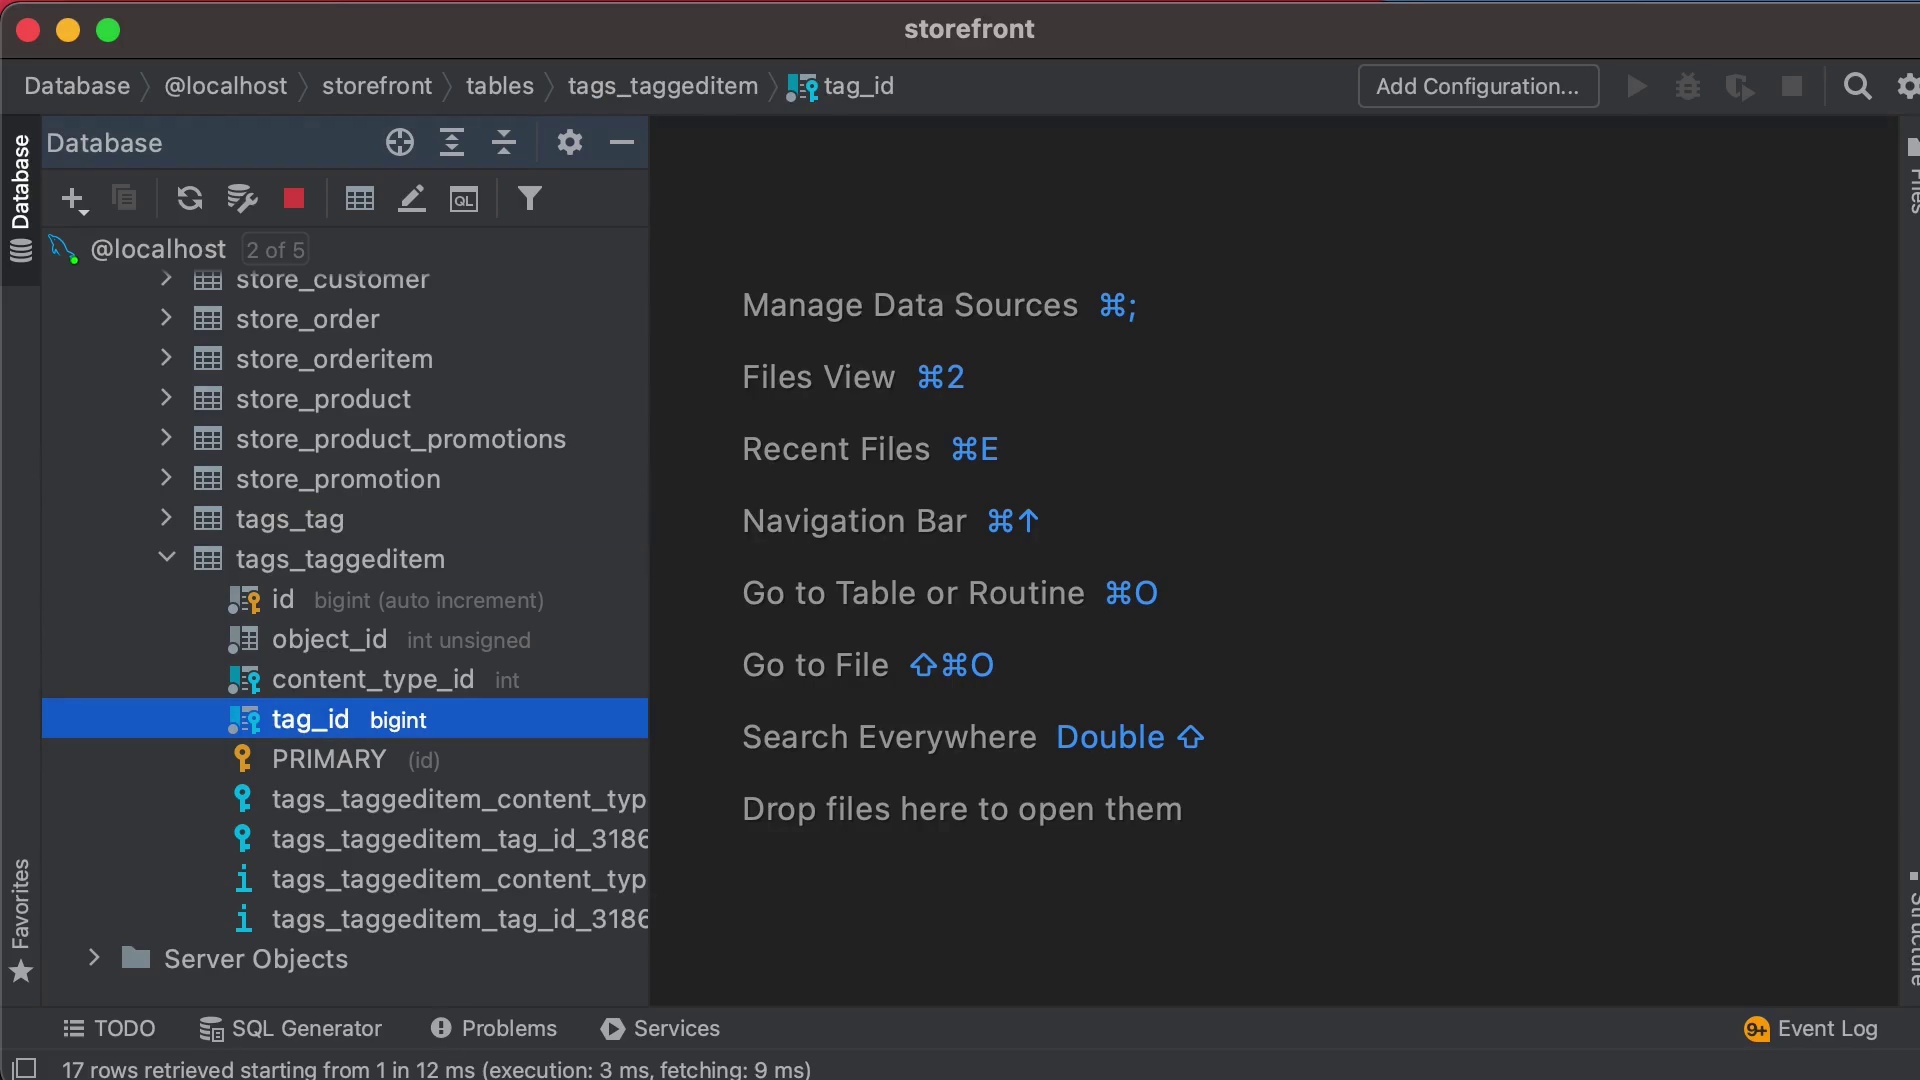 storefront
Database @localhost storefront tables tags_taggeditem tag_id Add Configuration...
Database
Database
Files
QL
@localhost 2 of 5
store_customer
store_order
store_orderitem
store_product
store_product_promotions
store_promotion
tags_tag
tags_taggeditem
id bigint (auto increment)
object_id int unsigned
content_type_id int
tag_id bigint
PRIMARY (id)
tags_taggeditem_content_typ
tags_taggeditem_tag_id_3186
tags_taggeditem_content_typ
tags_taggeditem_tag_id_3186
Server Objects
Manage Data Sources ⌘;
Files View ⌘2
Recent Files ⌘E
Navigation Bar ⌘↑
Go to Table or Routine ⌘O
Go to File ⇧⌘O
Search Everywhere Double ⇧
Drop files here to open them
Favorites
Structure
TODO SQL Generator Problems Services 9+ Event Log
17 rows retrieved starting from 1 in 12 ms (execution: 3 ms, fetching: 9 ms)